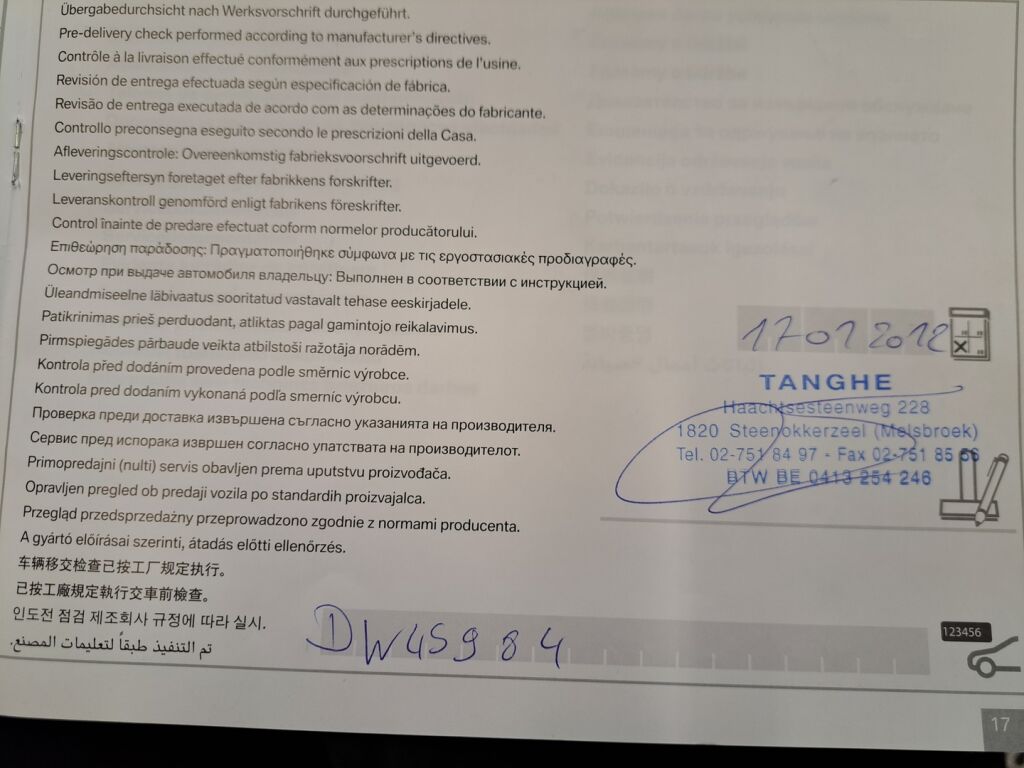 Übergabedurchsicht nach Werksvorschrift durchgeführt.
Pre-delivery check performed according to manufacturer's directives.
Contrôle à la livraison effectué conformément aux prescriptions de l'usine.
Revisión de entrega efectuada según especificación de fábrica.
Revisão de entrega executada de acordo com as determinações do fabricante.
Controllo preconsegna eseguito secondo le prescrizioni della Casa.
Afleveringscontrole: Overeenkomstig fabrieksvoorschrift uitgevoerd.
Leveringseftersyn foretaget efter fabrikkens forskrifter.
Leveranskontroll genomförd enligt fabrikens föreskrifter.
Control înainte de predare efectuat coform normelor producătorului.
Επιθεώρηση παράδοσης: Πραγματοποιήθηκε σύμφωνα με τις εργοστασιακές προδιαγραφές.
Осмотр при выдаче автомобиля владельцу: Выполнен в соответствии с инструкцией.
Üleandmiseelne läbivaatus sooritatud vastavalt tehase eeskirjadele.
Patikrinimas prieš perduodant, atliktas pagal gamintojo reikalavimus.
Pirmspiegādes pārbaude veikta atbilstoši ražotāja norādēm.
Kontrola před dodáním provedena podle směrnic výrobce.
Kontrola pred dodaním vykonaná podľa smerníc výrobcu.
Проверка преди доставка извършена съгласно указанията на производителя.
Сервис пред испорака извршен согласно упатствата на производителот.
Primopredajni (nulti) servis obavljen prema uputstvu proizvođača.
Opravljen pregled ob predaji vozila po standardih proizvajalca.
Przegląd przedsprzedażny przeprowadzono zgodnie z normami producenta.
A gyártó előírásai szerinti, átadás előtti ellenőrzés.
车辆移交检查已按工厂规定执行。
已按工廠規定執行交車前檢查。
인도전 점검 제조회사 규정에 따라 실시.
تم التنفيذ طبقاً لتعليمات المصنع.
17 01 2012
TANGHE
Haachtsesteenweg 228
1820 Steenokkerzeel (Melsbroek)
Tel. 02-751 84 97 - Fax 02-751 85 56
BTW BE 0413 254 246
DW45984
123456
17